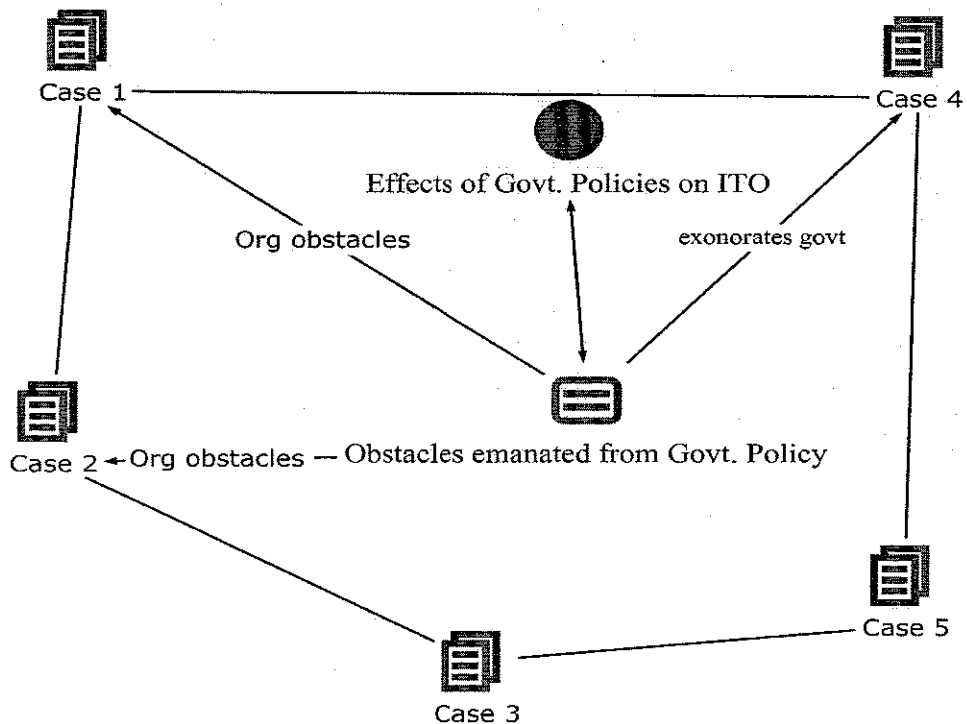 Case 1
Case 4
Effects of Govt. Policies on ITO
Org obstacles
exonorates govt
Case 2
Org obstacles
Obstacles emanated from Govt. Policy
Case 5
Case 3